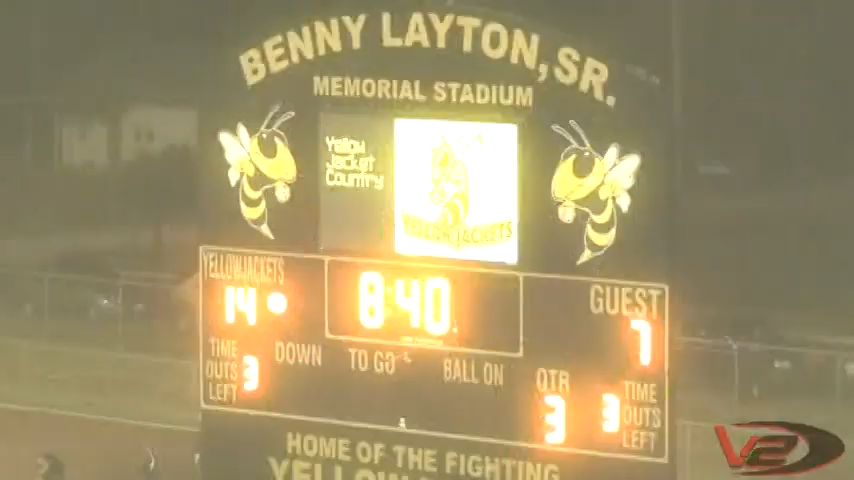 BENNY LAYTON, SR.
MEMORIAL STADIUM
Yellow
Jacket
Country
YELLOW JACKETS
YELLOWJACKETS
14
8:40
GUEST
7
TIME
OUTS
LEFT
3
DOWN
TO GO
BALL ON
QTR
3
3
TIME
OUTS
LEFT
HOME OF THE FIGHTING
YELLOW
V2